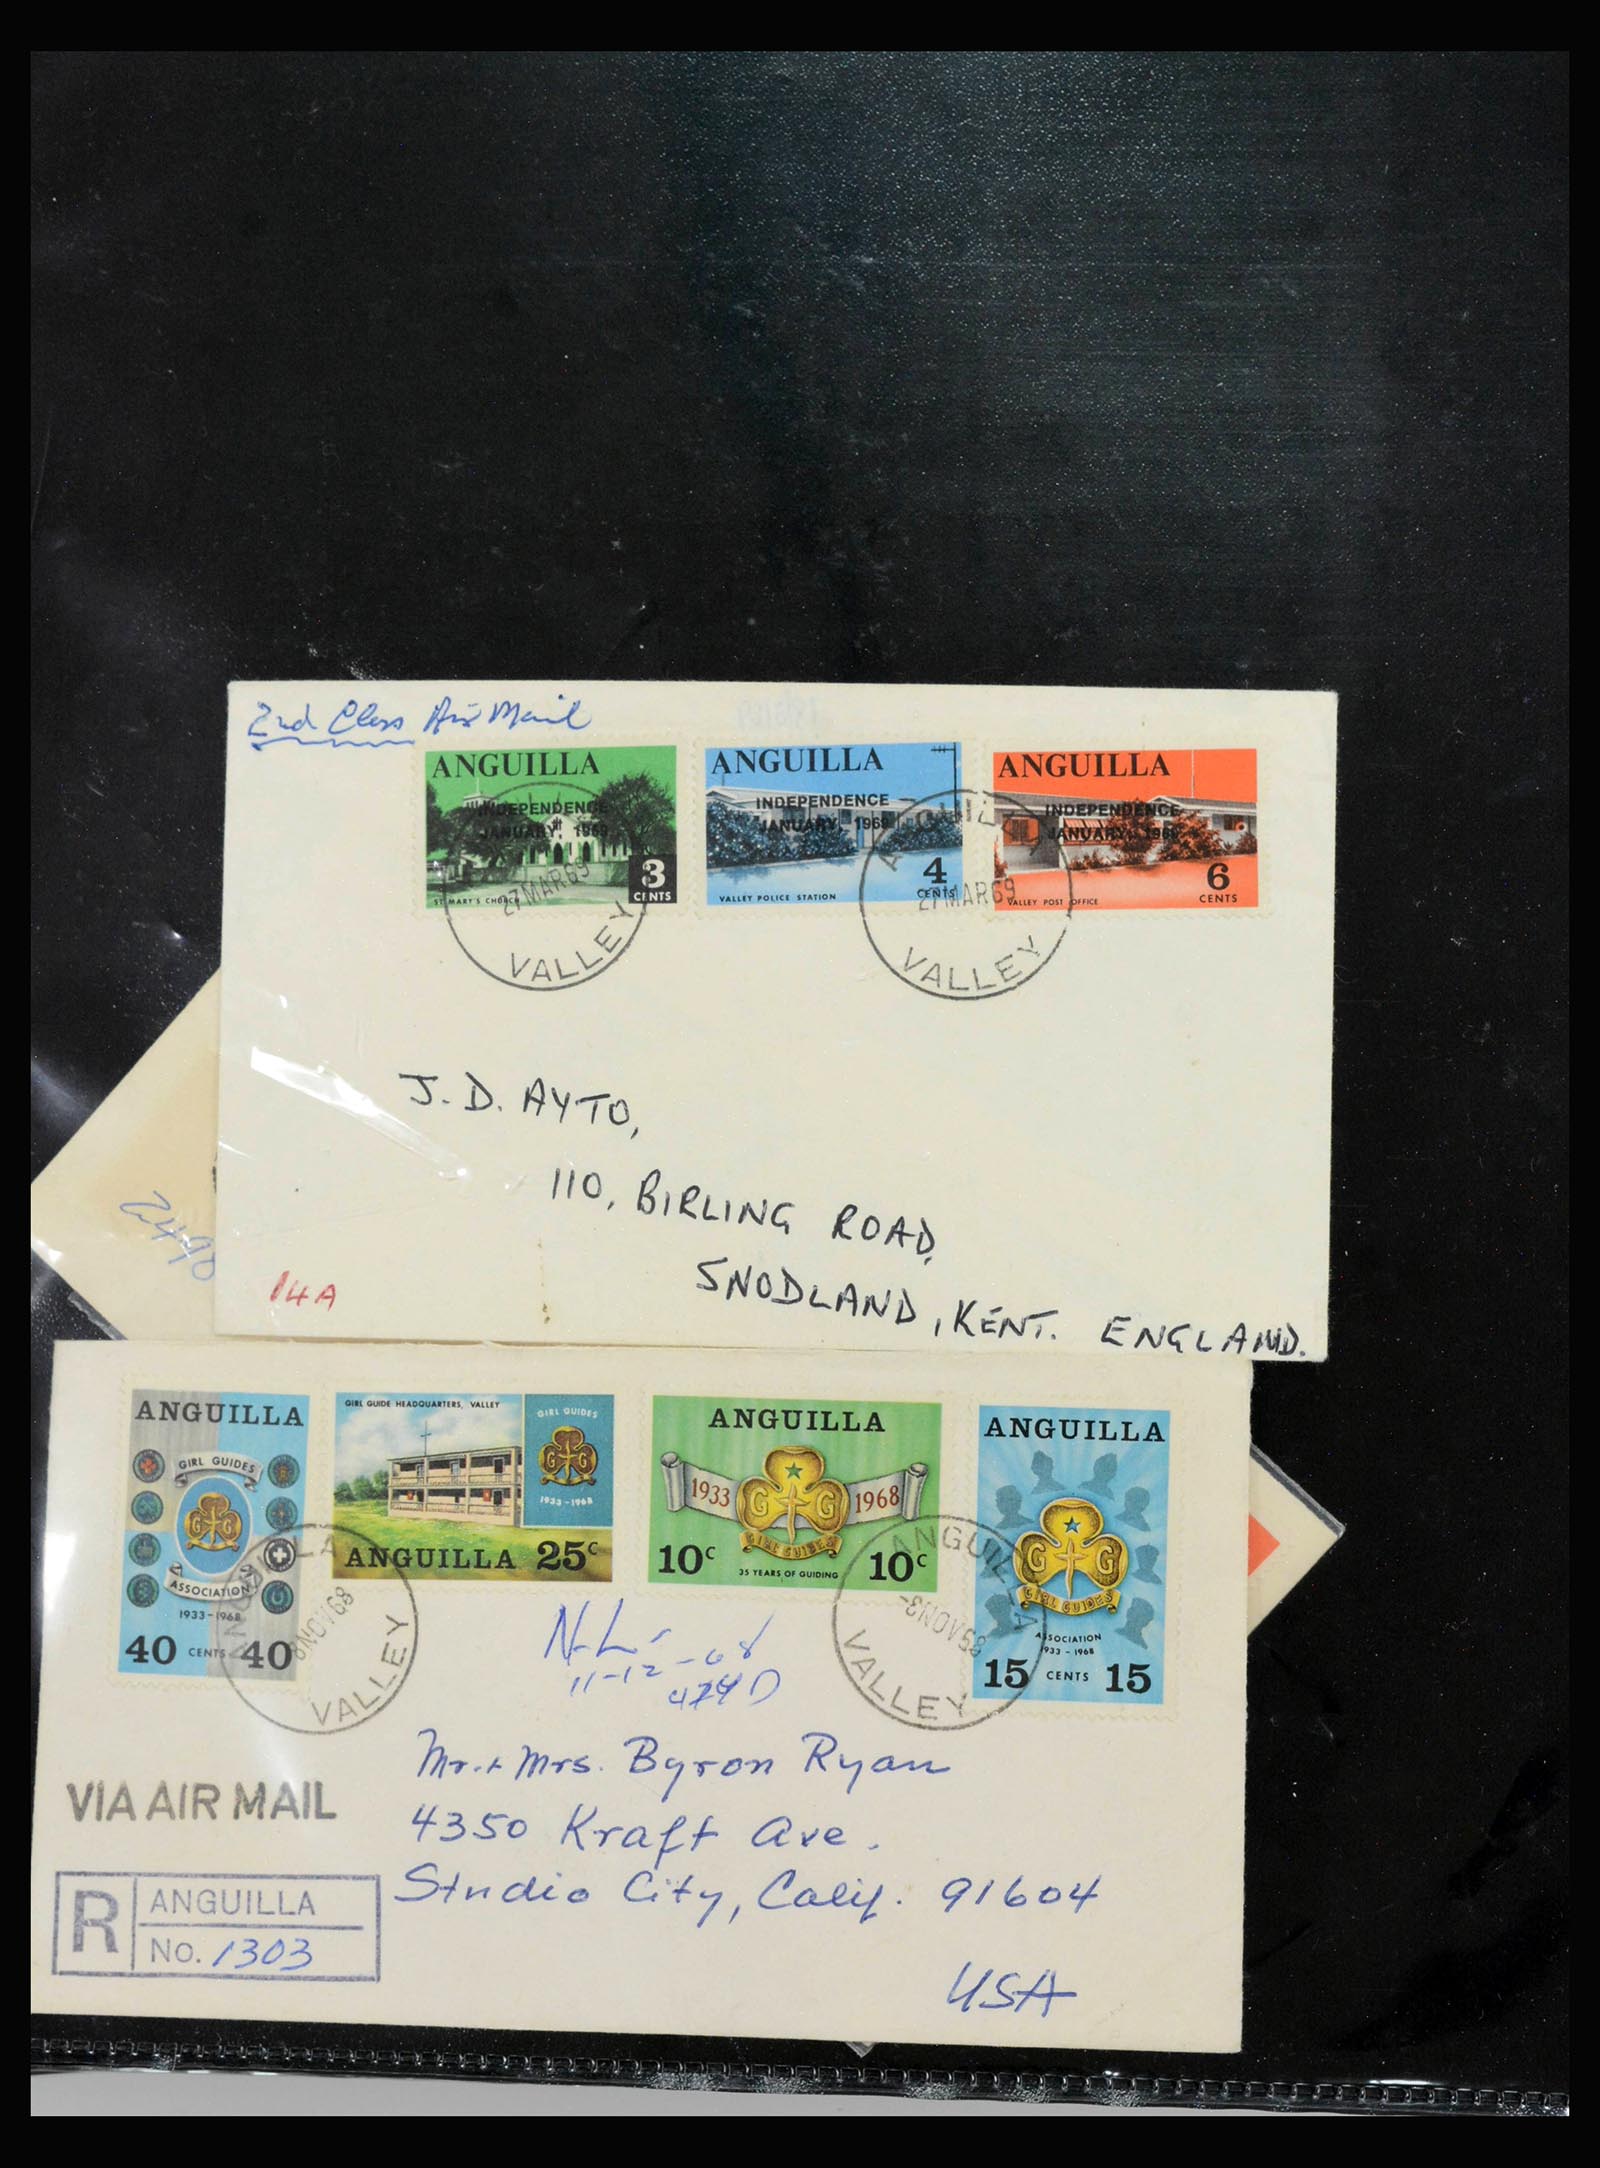 2nd Class Air Mail
ANGUILLA
INDEPENDENCE
JANUARY, 1969
ST MARY'S CHURCH
3
CENTS
ANGUILLA
INDEPENDENCE
JANUARY, 1969
VALLEY POLICE STATION
4
CENTS
ANGUILLA
INDEPENDENCE
JANUARY, 1969
VALLEY POST OFFICE
6
CENTS
27 MAR 69
VALLEY
ANGUILLA
27 MAR 69
VALLEY
J. D. AYTO,
110, BIRLING ROAD,
SNODLAND, KENT. ENGLAND.
14A
2490
ANGUILLA
GIRL GUIDES
ASSOCIATION
1933-1968
40 CENTS 40
GIRL GUIDE HEADQUARTERS, VALLEY
GIRL GUIDES
1933-1968
ANGUILLA 25c
ANGUILLA
1933 1968
G G
GIRL GUIDES
10c 10c
35 YEARS OF GUIDING
ANGUILLA
G G
GIRL GUIDES
ASSOCIATION
1933 - 1968
15 CENTS 15
ANGUILLA
8 NOV 68
VALLEY
ANGUILLA
VALLEY
11-12-68
Mr. + Mrs. Byron Ryan
4350 Kraft Ave.
Studio City, Calif. 91604
USA
VIA AIR MAIL
R
ANGUILLA
No. 1303